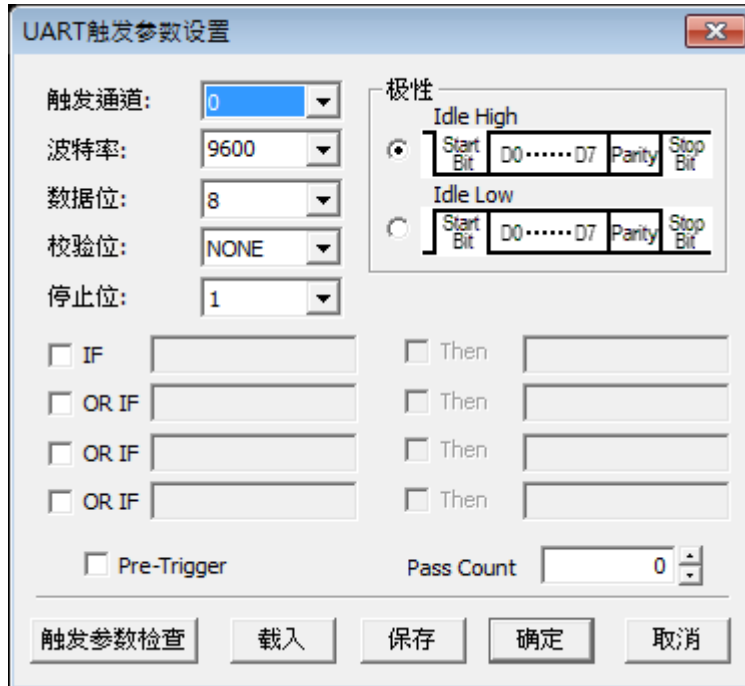 UART触发参数设置
触发通道: 0
波特率: 9600
数据位: 8
校验位: NONE
停止位: 1
极性
Idle High
Start Bit D0······D7 Parity Stop Bit
Idle Low
Start Bit D0······D7 Parity Stop Bit
IF Then
OR IF Then
OR IF Then
OR IF Then
Pre-Trigger Pass Count 0
触发参数检查 载入 保存 确定 取消